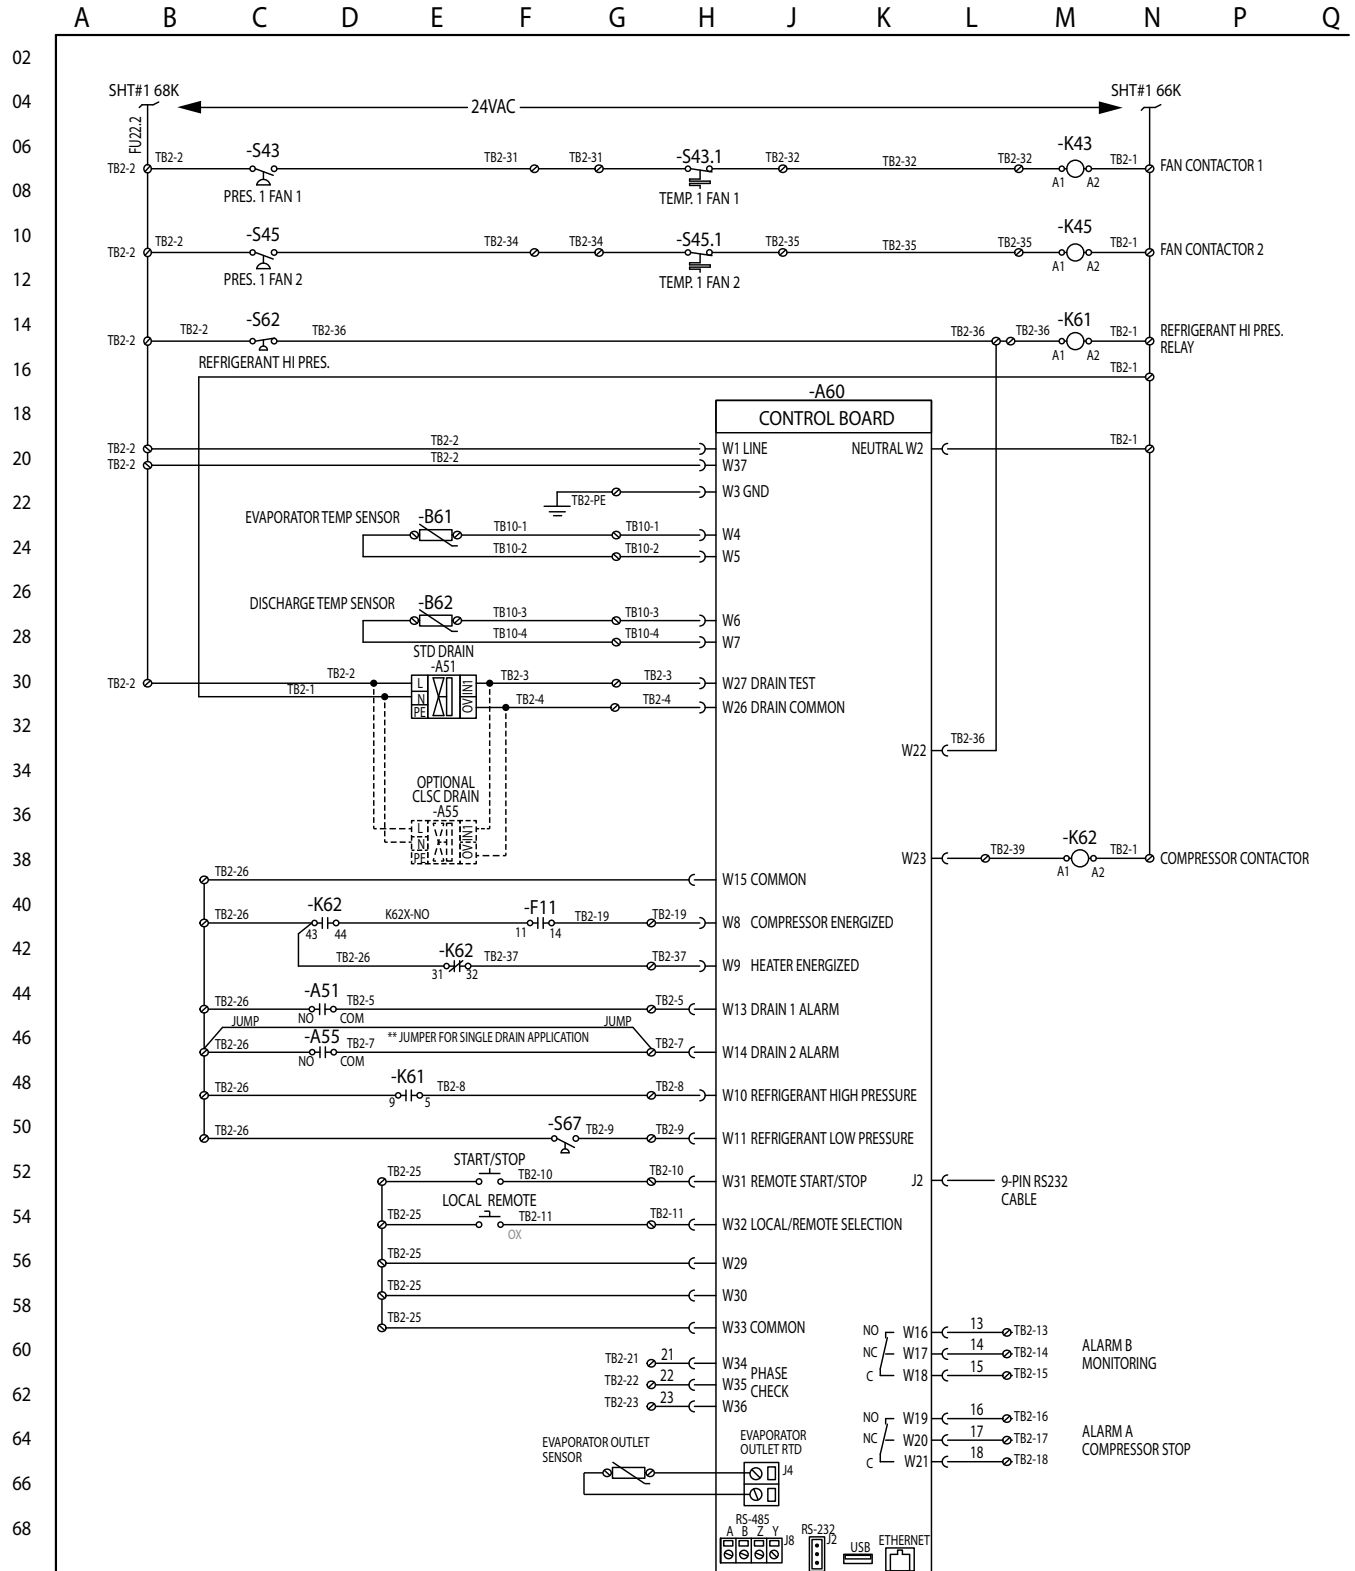 A B C D E F G H J K L M N P Q
02
SHT#1 68K SHT#1 66K
04 24VAC
FU22.2
06 -S43 -S43.1 -K43
TB2-2 TB2-2 TB2-31 TB2-31 TB2-32 TB2-32 TB2-32 TB2-1 FAN CONTACTOR 1
A1 A2
08 PRES. 1 FAN 1 TEMP. 1 FAN 1
10 -S45 -S45.1 -K45
TB2-2 TB2-2 TB2-34 TB2-34 TB2-35 TB2-35 TB2-35 TB2-1 FAN CONTACTOR 2
A1 A2
12 PRES. 1 FAN 2 TEMP. 1 FAN 2
14 -S62 -K61
TB2-2 TB2-2 TB2-36 TB2-36 TB2-36 TB2-1 REFRIGERANT HI PRES.
RELAY
A1 A2
16 REFRIGERANT HI PRES. TB2-1
-A60
18 CONTROL BOARD
TB2-2 TB2-2 W1 LINE NEUTRAL W2 TB2-1
20 TB2-2 TB2-2 W37
22 TB2-PE W3 GND
EVAPORATOR TEMP SENSOR -B61 TB10-1 TB10-1 W4
24 TB10-2 TB10-2 W5
26
DISCHARGE TEMP SENSOR -B62 TB10-3 TB10-3 W6
28 TB10-4 TB10-4 W7
STD DRAIN
-A51
30 TB2-2 TB2-2 L IN1 TB2-3 TB2-3 W27 DRAIN TEST
TB2-1 N OV TB2-4 TB2-4 W26 DRAIN COMMON
PE
32
W22 TB2-36
34
OPTIONAL
CLSC DRAIN
36 -A55
L IN1
N OV
PE
-K62
38 W23 TB2-39 TB2-1 COMPRESSOR CONTACTOR
A1 A2
TB2-26 W15 COMMON
40 -K62 -F11
TB2-26 K62X-NO TB2-19 TB2-19 W8 COMPRESSOR ENERGIZED
43 44 11 14
42 -K62
TB2-26 TB2-37 TB2-37 W9 HEATER ENERGIZED
31 32
44 -A51
TB2-26 TB2-5 TB2-5 W13 DRAIN 1 ALARM
NO COM
JUMP JUMP
46 -A55 ** JUMPER FOR SINGLE DRAIN APPLICATION
TB2-26 TB2-7 TB2-7 W14 DRAIN 2 ALARM
NO COM
48 -K61
TB2-26 TB2-8 TB2-8 W10 REFRIGERANT HIGH PRESSURE
9 5
50 -S67
TB2-26 TB2-9 TB2-9 W11 REFRIGERANT LOW PRESSURE
52 START/STOP
TB2-25 TB2-10 TB2-10 W31 REMOTE START/STOP J2 9-PIN RS232
CABLE
54 LOCAL REMOTE
TB2-25 TB2-11 TB2-11 W32 LOCAL/REMOTE SELECTION
OX
56 TB2-25 W29
TB2-25 W30
58
TB2-25 W33 COMMON NO W16 13 TB2-13
60 TB2-21 21 W34 NC W17 14 TB2-14 ALARM B
MONITORING
TB2-22 22 W35 PHASE
CHECK C W18 15 TB2-15
62 TB2-23 23 W36
NO W19 16 TB2-16
64 EVAPORATOR OUTLET
SENSOR EVAPORATOR
OUTLET RTD NC W20 17 TB2-17 ALARM A
COMPRESSOR STOP
J4 C W21 18 TB2-18
66
68 RS-485
A B Z Y
J8 RS-232
J2 USB ETHERNET